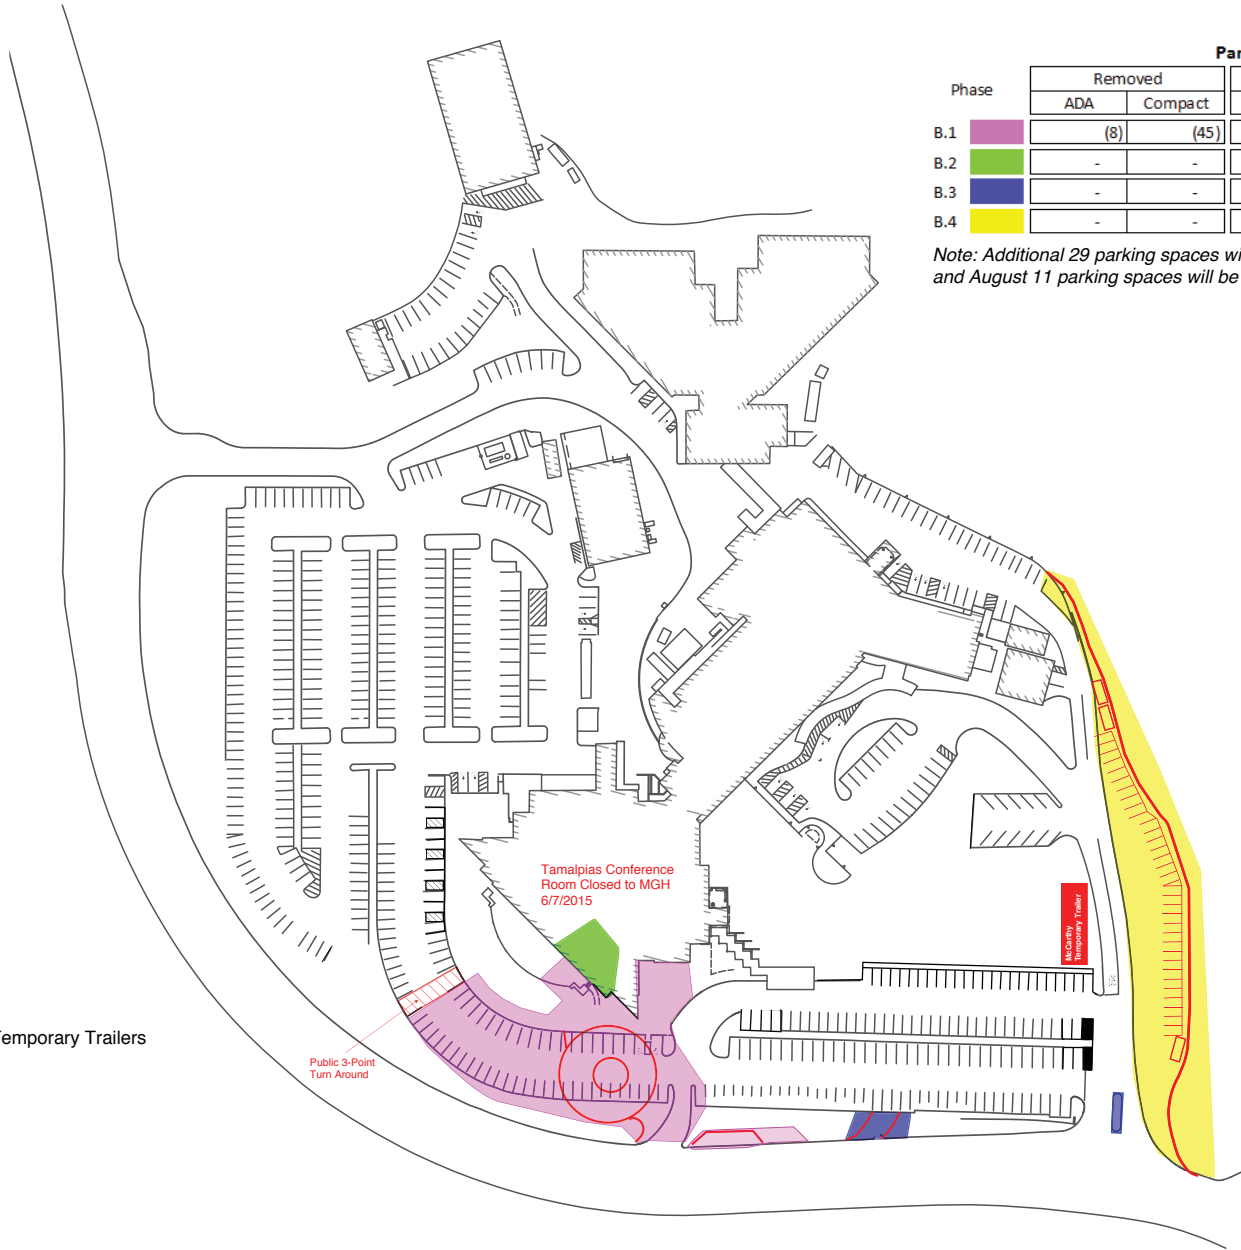 Par
Phase
Removed
ADA Compact
B.1 (8) (45)
B.2 - -
B.3 - -
B.4 - -
Note: Additional 29 parking spaces wi
and August 11 parking spaces will be
Tamalpias Conference
Room Closed to MGH
6/7/2015
McCarthy
Temporary Trailer
Temporary Trailers
Public 3-Point
Turn Around